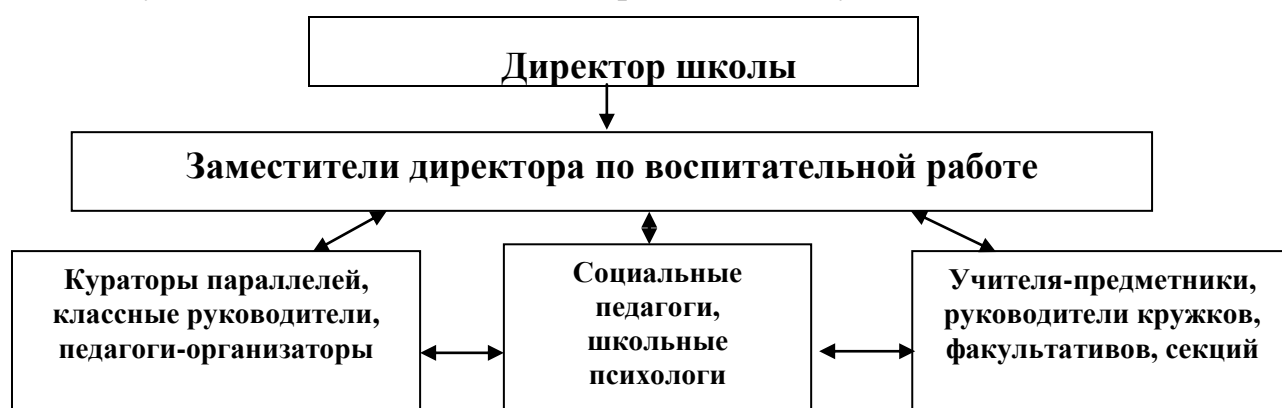 Директор школы
Заместители директора по воспитательной работе
Кураторы параллелей,
классные руководители,
педагоги-организаторы
Социальные
педагоги,
школьные
психологи
Учителя-предметники,
руководители кружков,
факультативов, секций